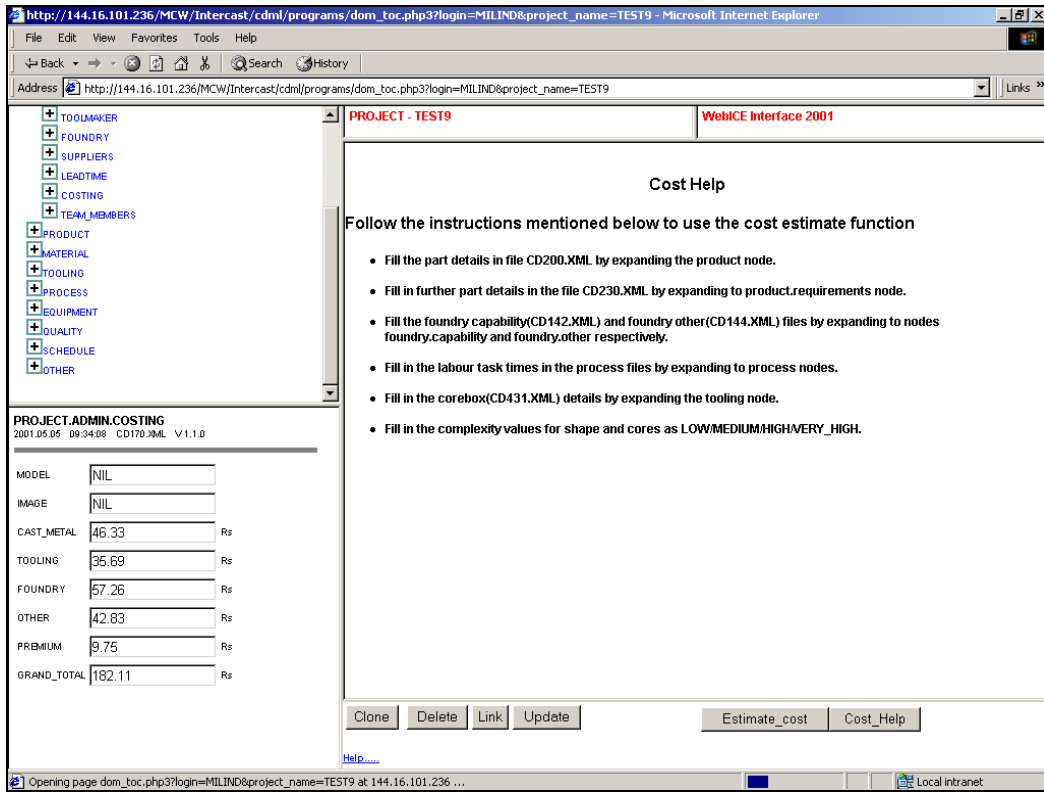 http://144.16.101.236/MCW/Intercast/cdml/programs/dom_toc.php3?login=MILIND&project_name=TEST9 - Microsoft Internet Explorer
File Edit View Favorites Tools Help
Back Search History
Address http://144.16.101.236/MCW/Intercast/cdml/programs/dom_toc.php3?login=MILIND&project_name=TEST9 Links »
TOOLMAKER
FOUNDRY
SUPPLIERS
LEADTIME
COSTING
TEAM_MEMBERS
PRODUCT
MATERIAL
TOOLING
PROCESS
EQUIPMENT
QUALITY
SCHEDULE
OTHER
PROJECT.ADMIN.COSTING
2001.05.05 09:34:08 CD170.XML V 1.1.0
MODEL NIL
IMAGE NIL
CAST_METAL 46.33 Rs
TOOLING 35.69 Rs
FOUNDRY 57.26 Rs
OTHER 42.83 Rs
PREMIUM 9.75 Rs
GRAND_TOTAL 182.11 Rs
PROJECT - TEST9 WebICE Interface 2001
Cost Help
Follow the instructions mentioned below to use the cost estimate function
• Fill the part details in file CD200.XML by expanding the product node.
• Fill in further part details in the file CD230.XML by expanding to product.requirements node.
• Fill the foundry capability(CD142.XML) and foundry other(CD144.XML) files by expanding to nodes
foundry.capability and foundry.other respectively.
• Fill in the labour task times in the process files by expanding to process nodes.
• Fill in the corebox(CD431.XML) details by expanding the tooling node.
• Fill in the complexity values for shape and cores as LOW/MEDIUM/HIGH/VERY_HIGH.
Clone Delete Link Update Estimate_cost Cost_Help
Help.....
Opening page dom_toc.php3?login=MILIND&project_name=TEST9 at 144.16.101.236 ... Local intranet